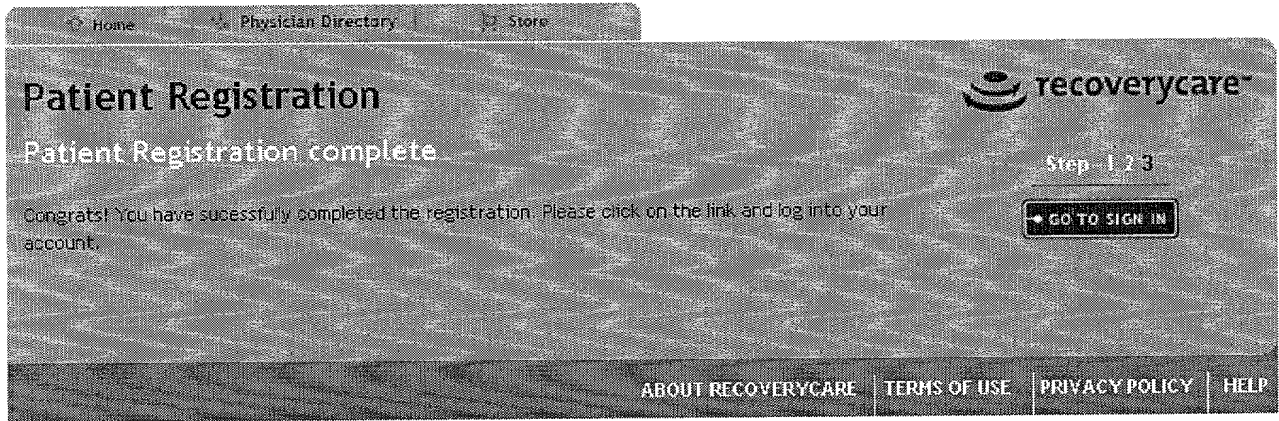 Home Physician Directory Store
Patient Registration
recoverycare™
Patient Registration complete
Step 1 2 3
Congrats! You have sucessfully completed the registration. Please click on the link and log into your
account.
GO TO SIGN IN
ABOUT RECOVERYCARE | TERMS OF USE | PRIVACY POLICY | HELP